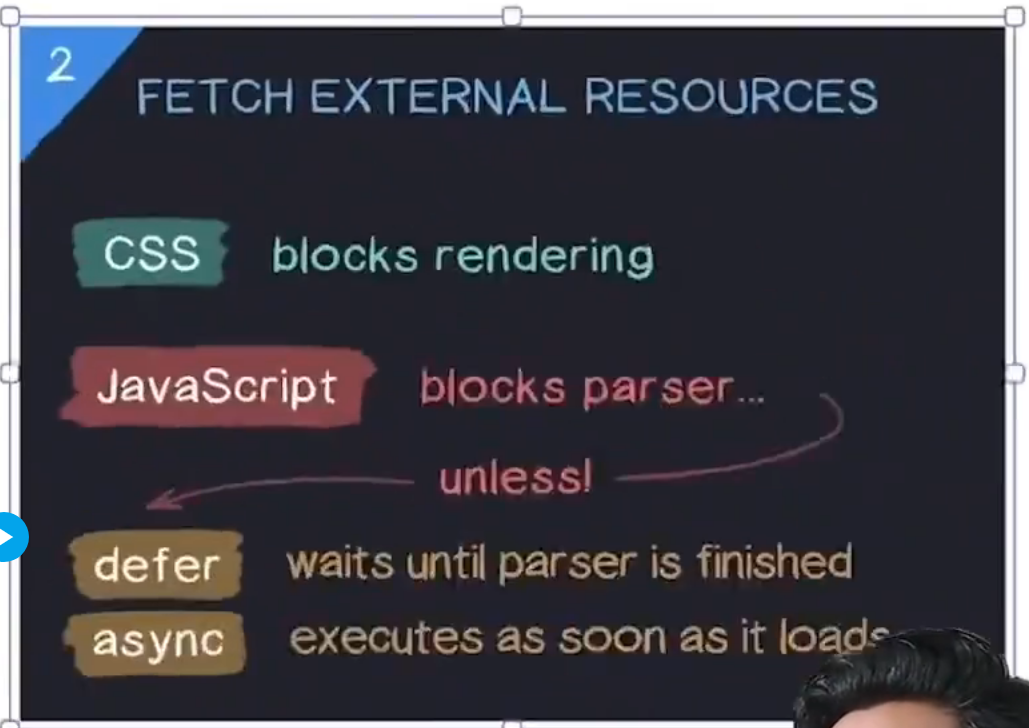 2
FETCH EXTERNAL RESOURCES
CSS blocks rendering
JavaScript blocks parser...
unless!
defer waits until parser is finished
async executes as soon as it loads